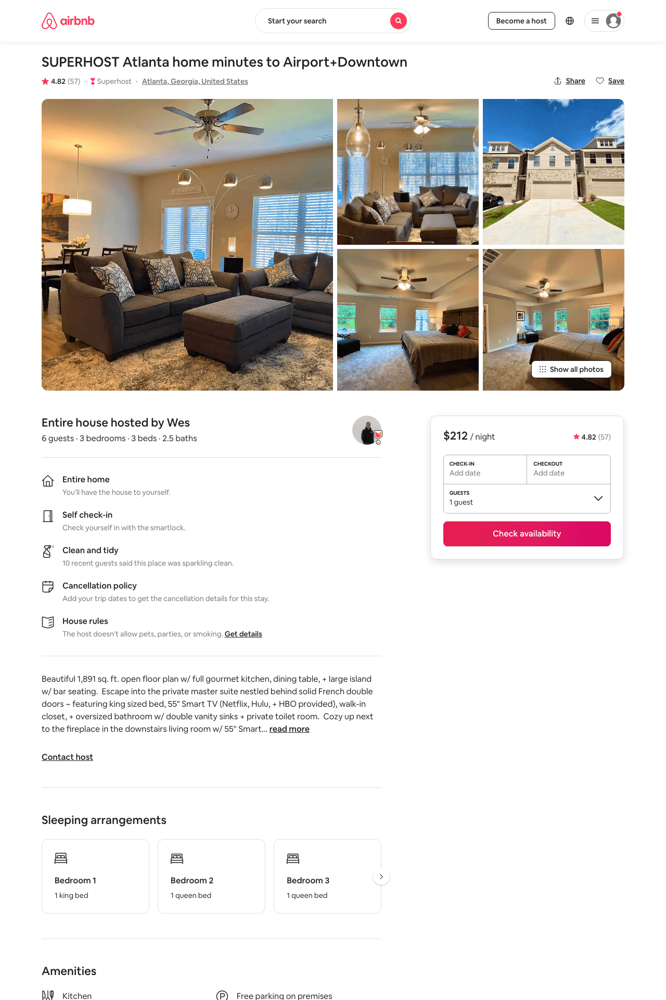 airbnb
Start your search
Become a host
SUPERHOST Atlanta home minutes to Airport+Downtown
4.82 (57) · Superhost · Atlanta, Georgia, United States
Share
Save
WELCOME
Show all photos
Entire house hosted by Wes
6 guests · 3 bedrooms · 3 beds · 2.5 baths
Entire home
You’ll have the house to yourself.
Self check-in
Check yourself in with the smartlock.
Clean and tidy
10 recent guests said this place was sparkling clean.
Cancellation policy
Add your trip dates to get the cancellation details for this stay.
House rules
The host doesn’t allow pets, parties, or smoking. Get details
$212 / night
4.82 (57)
CHECK-IN
Add date
CHECKOUT
Add date
GUESTS
1 guest
Check availability
Beautiful 1,891 sq. ft. open floor plan w/ full gourmet kitchen, dining table, + large island
w/ bar seating.  Escape into the private master suite nestled behind solid French double
doors ~ featuring king sized bed, 55" Smart TV (Netflix, Hulu, + HBO provided), walk-in
closet, + oversized bathroom w/ double vanity sinks + private toilet room.  Cozy up next
to the fireplace in the downstairs living room w/ 55" Smart... read more
Contact host
Sleeping arrangements
Bedroom 1
1 king bed
Bedroom 2
1 queen bed
Bedroom 3
1 queen bed
Amenities
Kitchen
Free parking on premises